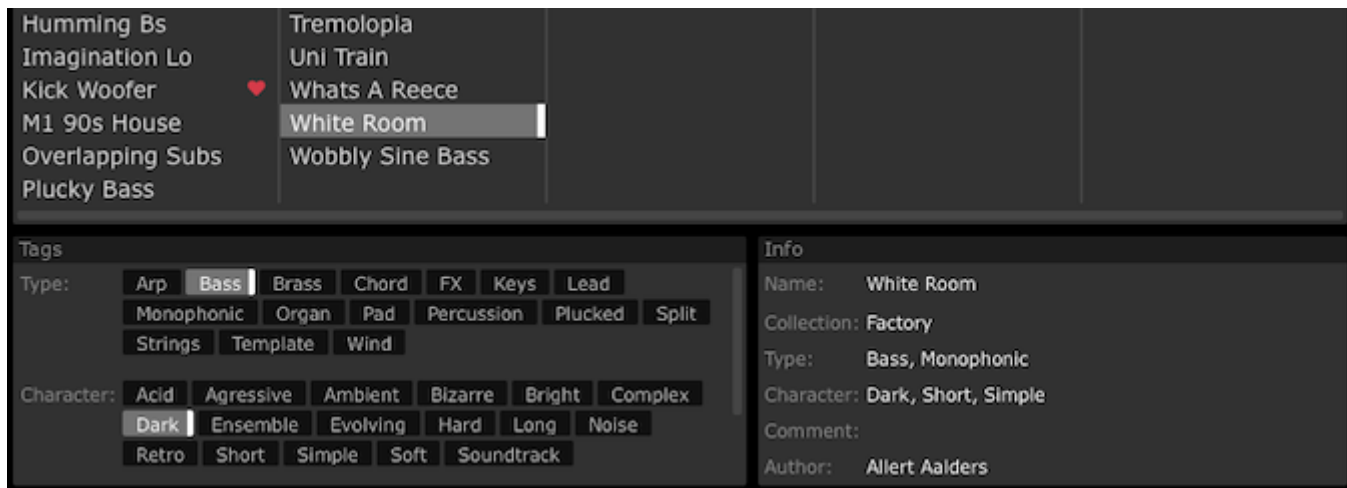 Humming Bs
Imagination Lo
Kick Woofer
M1 90s House
Overlapping Subs
Plucky Bass
Tremolopia
Uni Train
Whats A Reece
White Room
Wobbly Sine Bass
Tags
Type: Arp Bass Brass Chord FX Keys Lead
Monophonic Organ Pad Percussion Plucked Split
Strings Template Wind
Character: Acid Agressive Ambient Bizarre Bright Complex
Dark Ensemble Evolving Hard Long Noise
Retro Short Simple Soft Soundtrack
Info
Name: White Room
Collection: Factory
Type: Bass, Monophonic
Character: Dark, Short, Simple
Comment:
Author: Allert Aalders